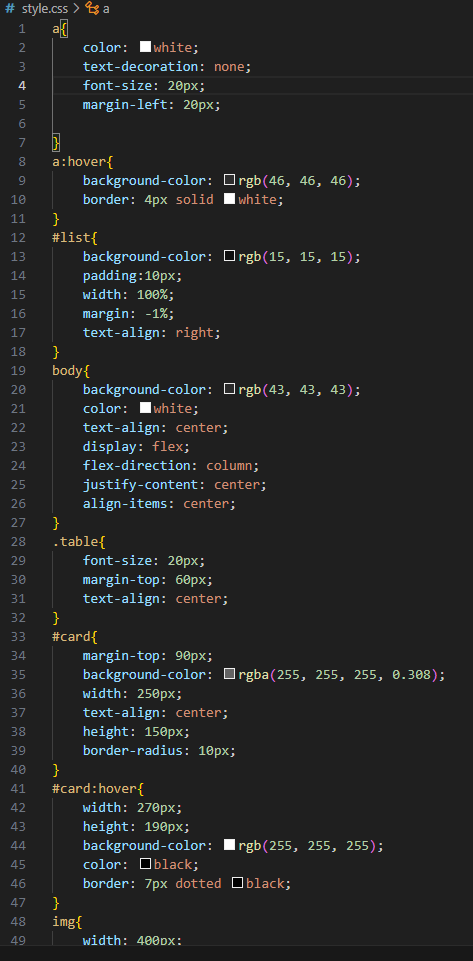 # style.css > a
1 a{
2 color: white;
3 text-decoration: none;
4 font-size: 20px;
5 margin-left: 20px;
6
7 }
8 a:hover{
9 background-color: rgb(46, 46, 46);
10 border: 4px solid white;
11 }
12 #list{
13 background-color: rgb(15, 15, 15);
14 padding:10px;
15 width: 100%;
16 margin: -1%;
17 text-align: right;
18 }
19 body{
20 background-color: rgb(43, 43, 43);
21 color: white;
22 text-align: center;
23 display: flex;
24 flex-direction: column;
25 justify-content: center;
26 align-items: center;
27 }
28 .table{
29 font-size: 20px;
30 margin-top: 60px;
31 text-align: center;
32 }
33 #card{
34 margin-top: 90px;
35 background-color: rgba(255, 255, 255, 0.308);
36 width: 250px;
37 text-align: center;
38 height: 150px;
39 border-radius: 10px;
40 }
41 #card:hover{
42 width: 270px;
43 height: 190px;
44 background-color: rgb(255, 255, 255);
45 color: black;
46 border: 7px dotted black;
47 }
48 img{
49 width: 400px;